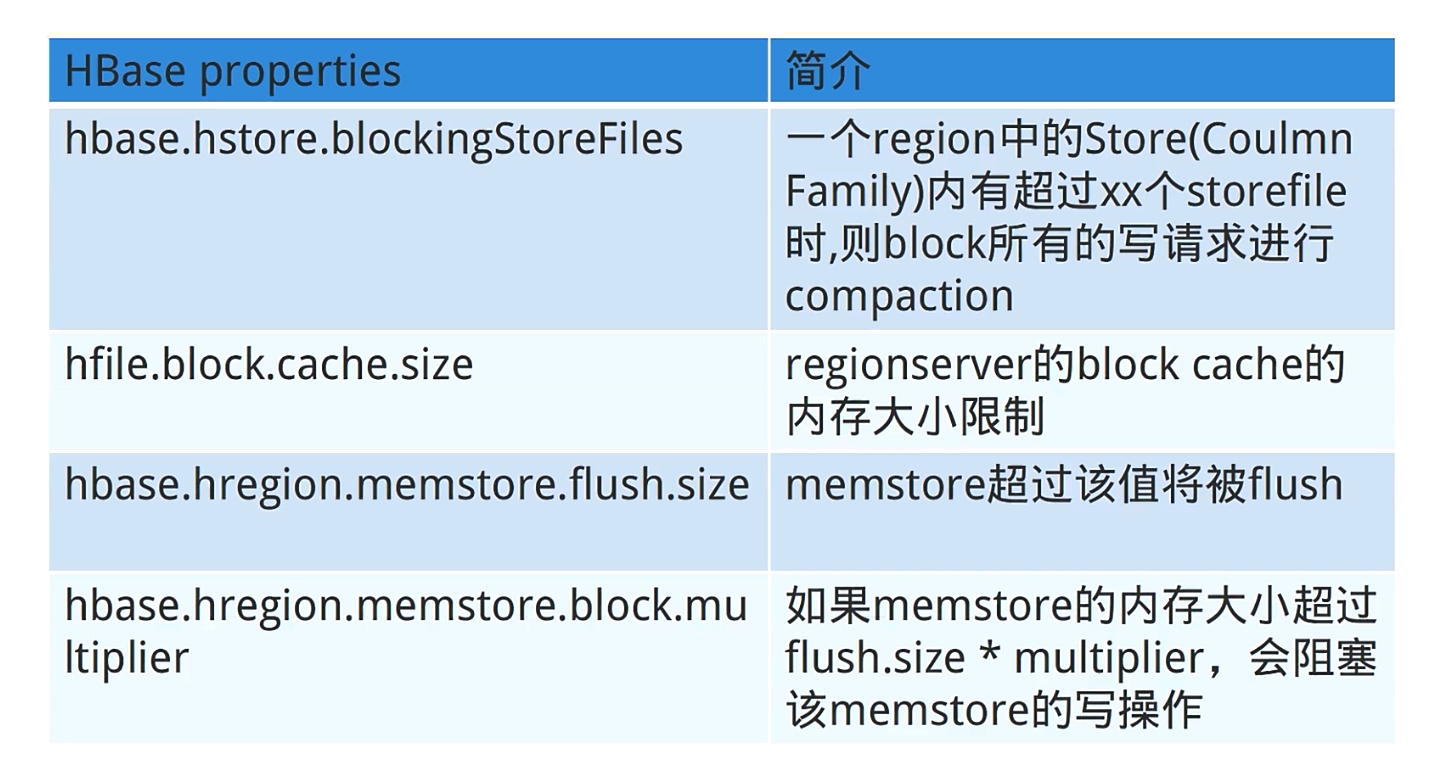 HBase properties
简介
hbase.hstore.blockingStoreFiles
一个region中的Store(Coulmn
Family)内有超过xx个storefile
时,则block所有的写请求进行
compaction
hfile.block.cache.size
regionserver的block cache的
内存大小限制
hbase.hregion.memstore.flush.size
memstore超过该值将被flush
hbase.hregion.memstore.block.mu
ltiplier
如果memstore的内存大小超过
flush.size * multiplier，会阻塞
该memstore的写操作